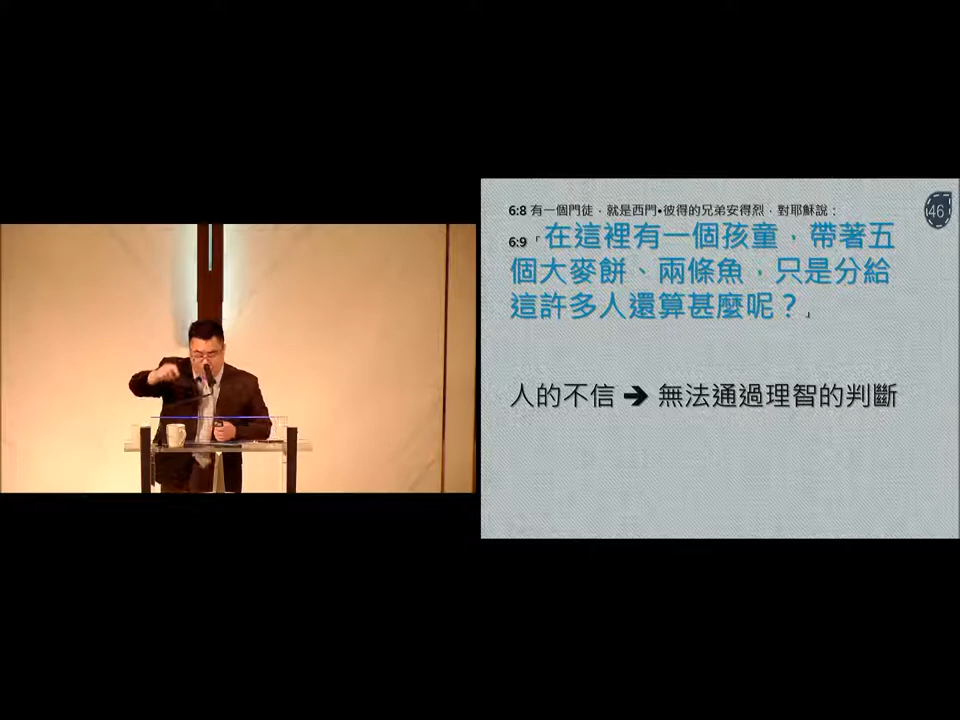 46
6:8 有一個門徒，就是西門•彼得的兄弟安得烈，對耶穌說：
6:9「在這裡有一個孩童，帶著五
個大麥餅、兩條魚，只是分給
這許多人還算甚麼呢？」
人的不信 → 無法通過理智的判斷